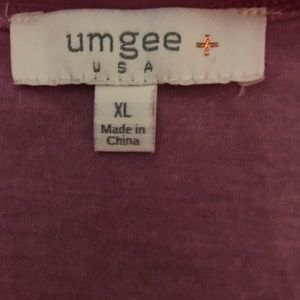 umgee +
USA
XL
Made in
China